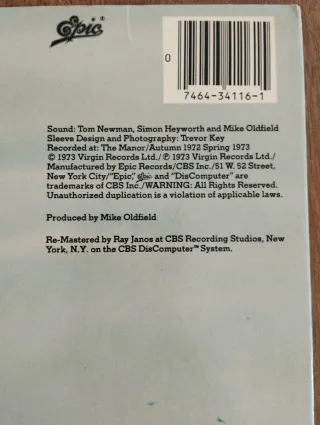 Epic
0
7464-34116-1
Sound: Tom Newman, Simon Heyworth and Mike Oldfield
Sleeve Design and Photography: Trevor Key
Recorded at: The Manor/Autumn 1972 Spring 1973
© 1973 Virgin Records Ltd./℗ 1973 Virgin Records Ltd./
Manufactured by Epic Records/CBS Inc./51 W. 52 Street,
New York City/"Epic," Epic and "DisComputer" are
trademarks of CBS Inc./WARNING: All Rights Reserved.
Unauthorized duplication is a violation of applicable laws.
Produced by Mike Oldfield
Re-Mastered by Ray Janos at CBS Recording Studios, New
York, N.Y. on the CBS DisComputer™ System.